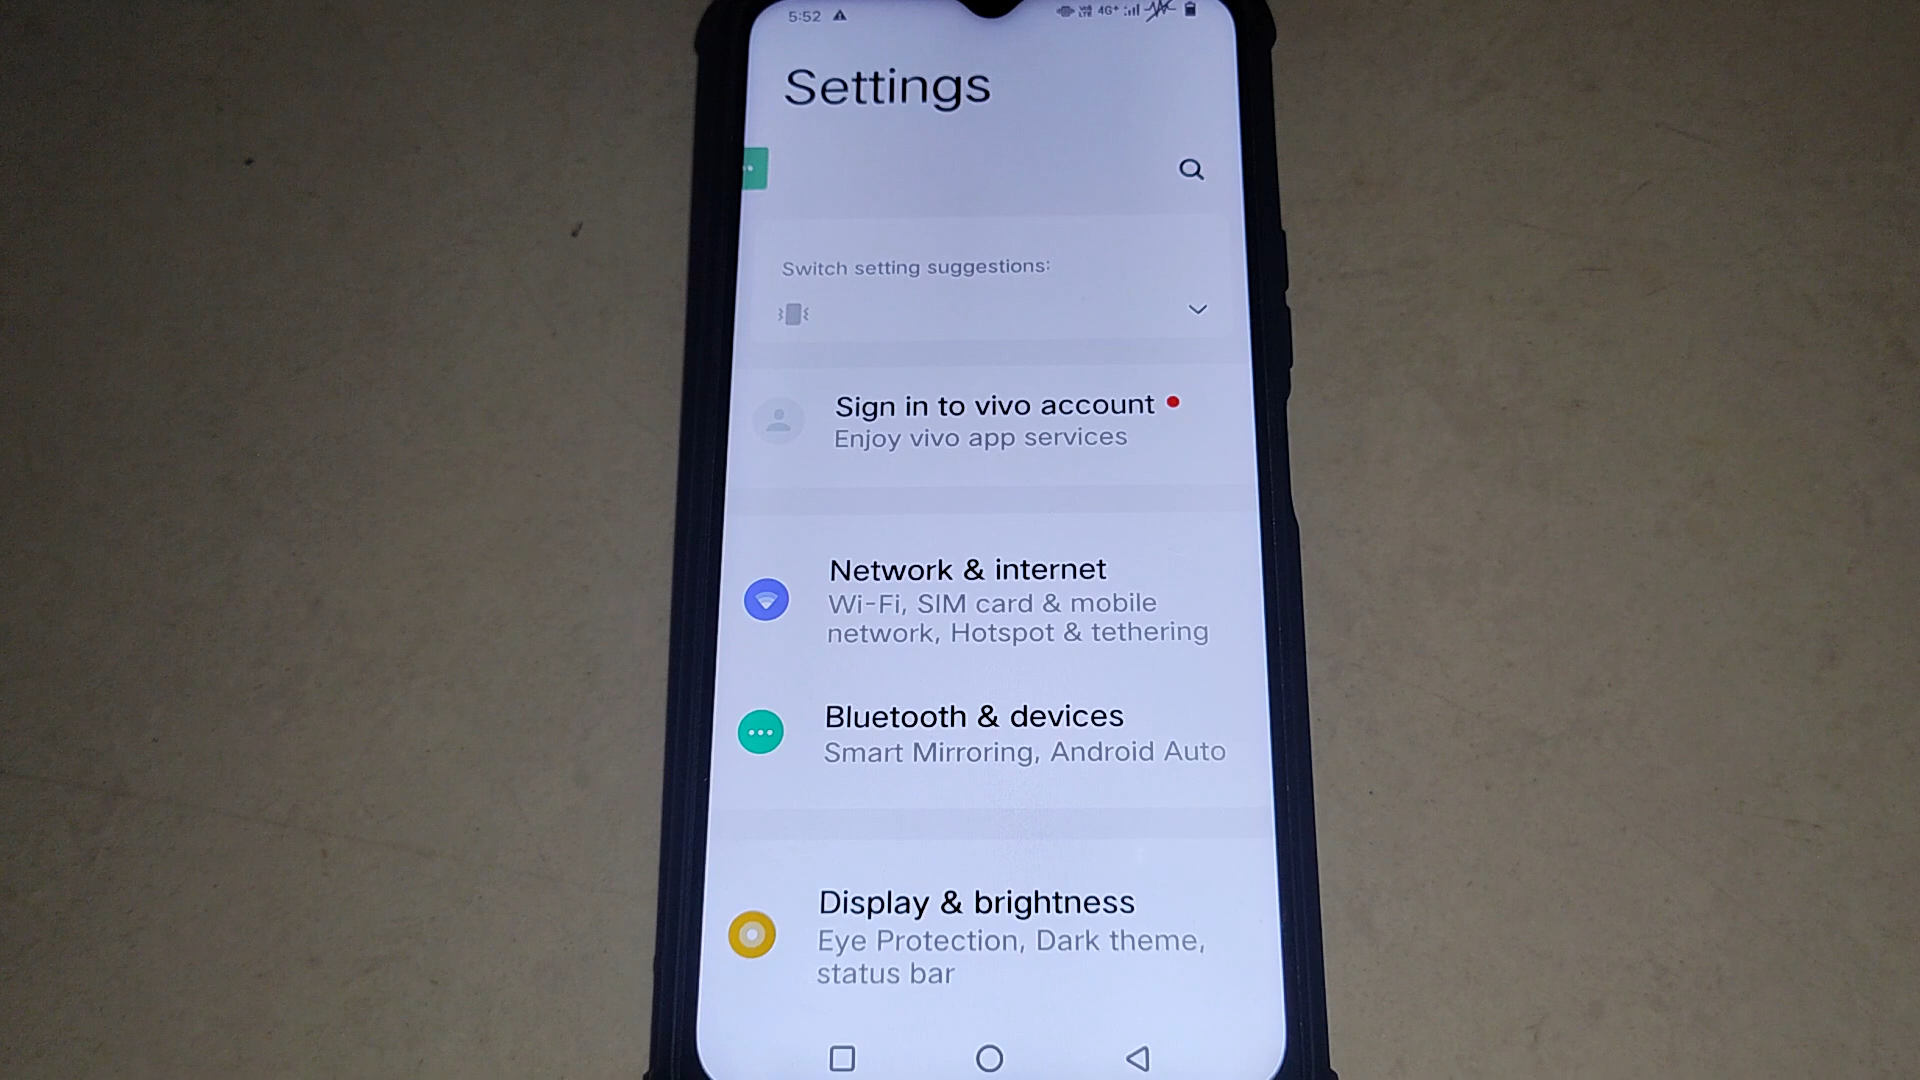 5:52 4G+
Settings
Switch setting suggestions:
Sign in to vivo account
Enjoy vivo app services
Network & internet
Wi-Fi, SIM card & mobile
network, Hotspot & tethering
Bluetooth & devices
Smart Mirroring, Android Auto
Display & brightness
Eye Protection, Dark theme,
status bar